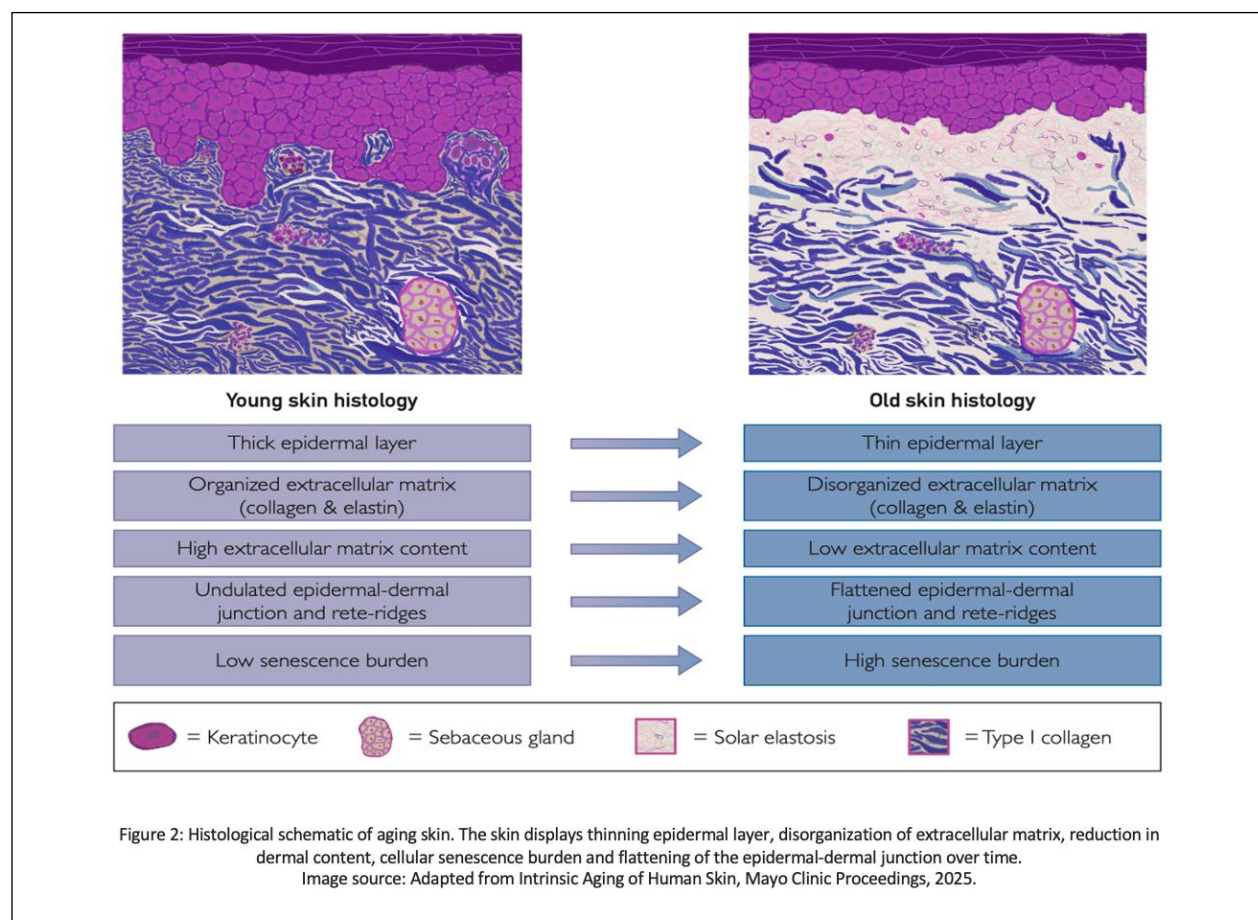 Young skin histology
Old skin histology
Thick epidermal layer
Thin epidermal layer
Organized extracellular matrix
(collagen & elastin)
Disorganized extracellular matrix
(collagen & elastin)
High extracellular matrix content
Low extracellular matrix content
Undulated epidermal-dermal
junction and rete-ridges
Flattened epidermal-dermal
junction and rete-ridges
Low senescence burden
High senescence burden
= Keratinocyte
= Sebaceous gland
= Solar elastosis
= Type I collagen
Figure 2: Histological schematic of aging skin. The skin displays thinning epidermal layer, disorganization of extracellular matrix, reduction in
dermal content, cellular senescence burden and flattening of the epidermal-dermal junction over time.
Image source: Adapted from Intrinsic Aging of Human Skin, Mayo Clinic Proceedings, 2025.